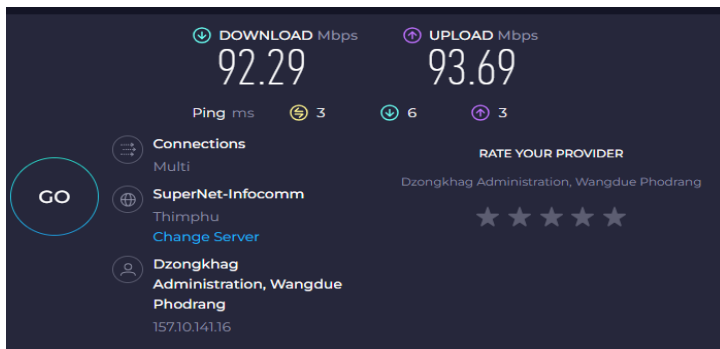 DOWNLOAD Mbps
92.29
UPLOAD Mbps
93.69
Ping ms 3 6 3
GO
Connections
Multi
SuperNet-Infocomm
Thimphu
Change Server
Dzongkhag
Administration, Wangdue
Phodrang
157.10.141.16
RATE YOUR PROVIDER
Dzongkhag Administration, Wangdue Phodrang